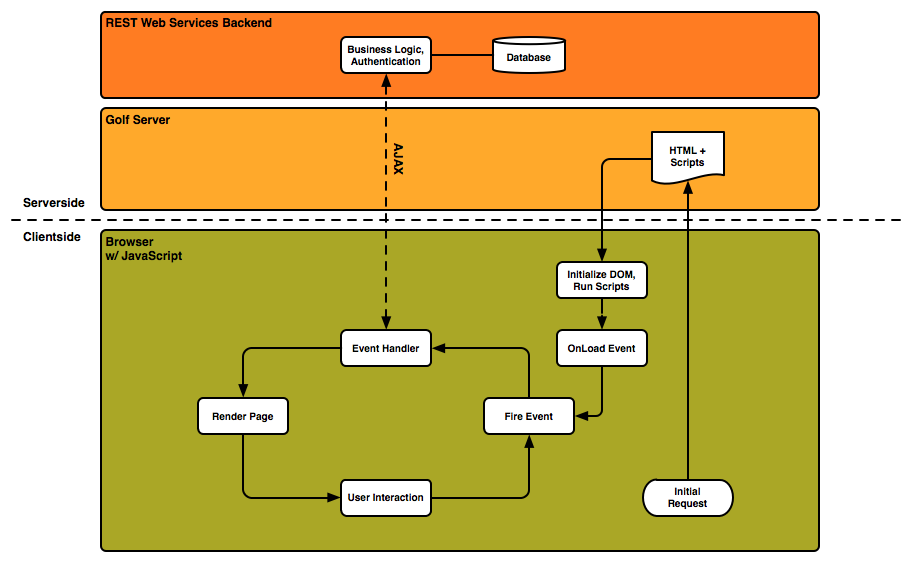 REST Web Services Backend
Business Logic,
Authentication
Database
Golf Server
AJAX
HTML +
Scripts
Serverside
Clientside
Browser
w/ JavaScript
Initialize DOM,
Run Scripts
Event Handler
OnLoad Event
Render Page
Fire Event
User Interaction
Initial
Request